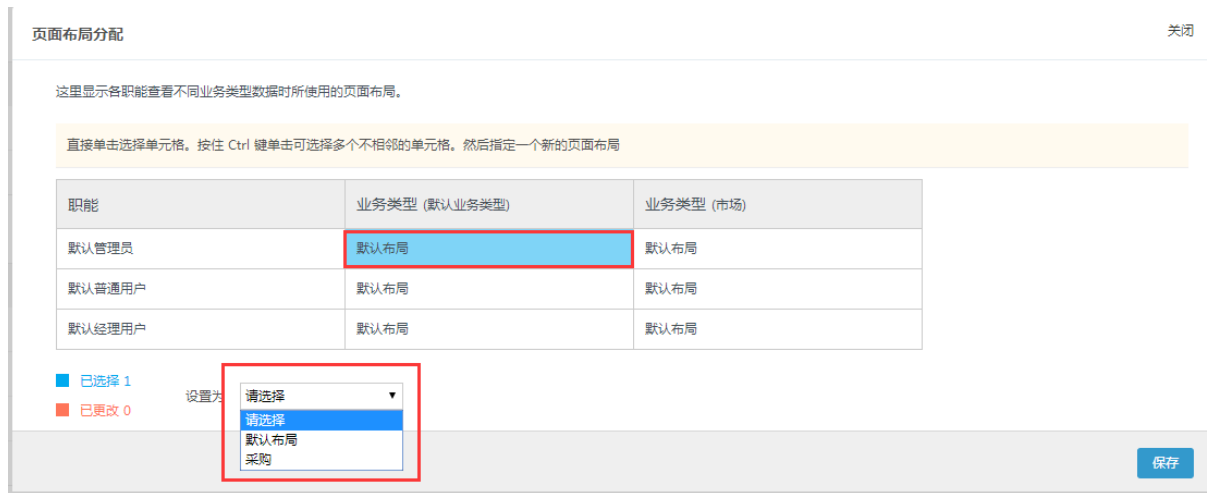 页面布局分配
关闭
这里显示各职能查看不同业务类型数据时所使用的页面布局。
直接单击选择单元格。按住 Ctrl 键单击可选择多个不相邻的单元格。然后指定一个新的页面布局
职能 业务类型 (默认业务类型) 业务类型 (市场)
默认管理员 默认布局 默认布局
默认普通用户 默认布局 默认布局
默认经理用户 默认布局 默认布局
已选择 1
已更改 0
设置为 请选择
请选择
默认布局
采购
保存